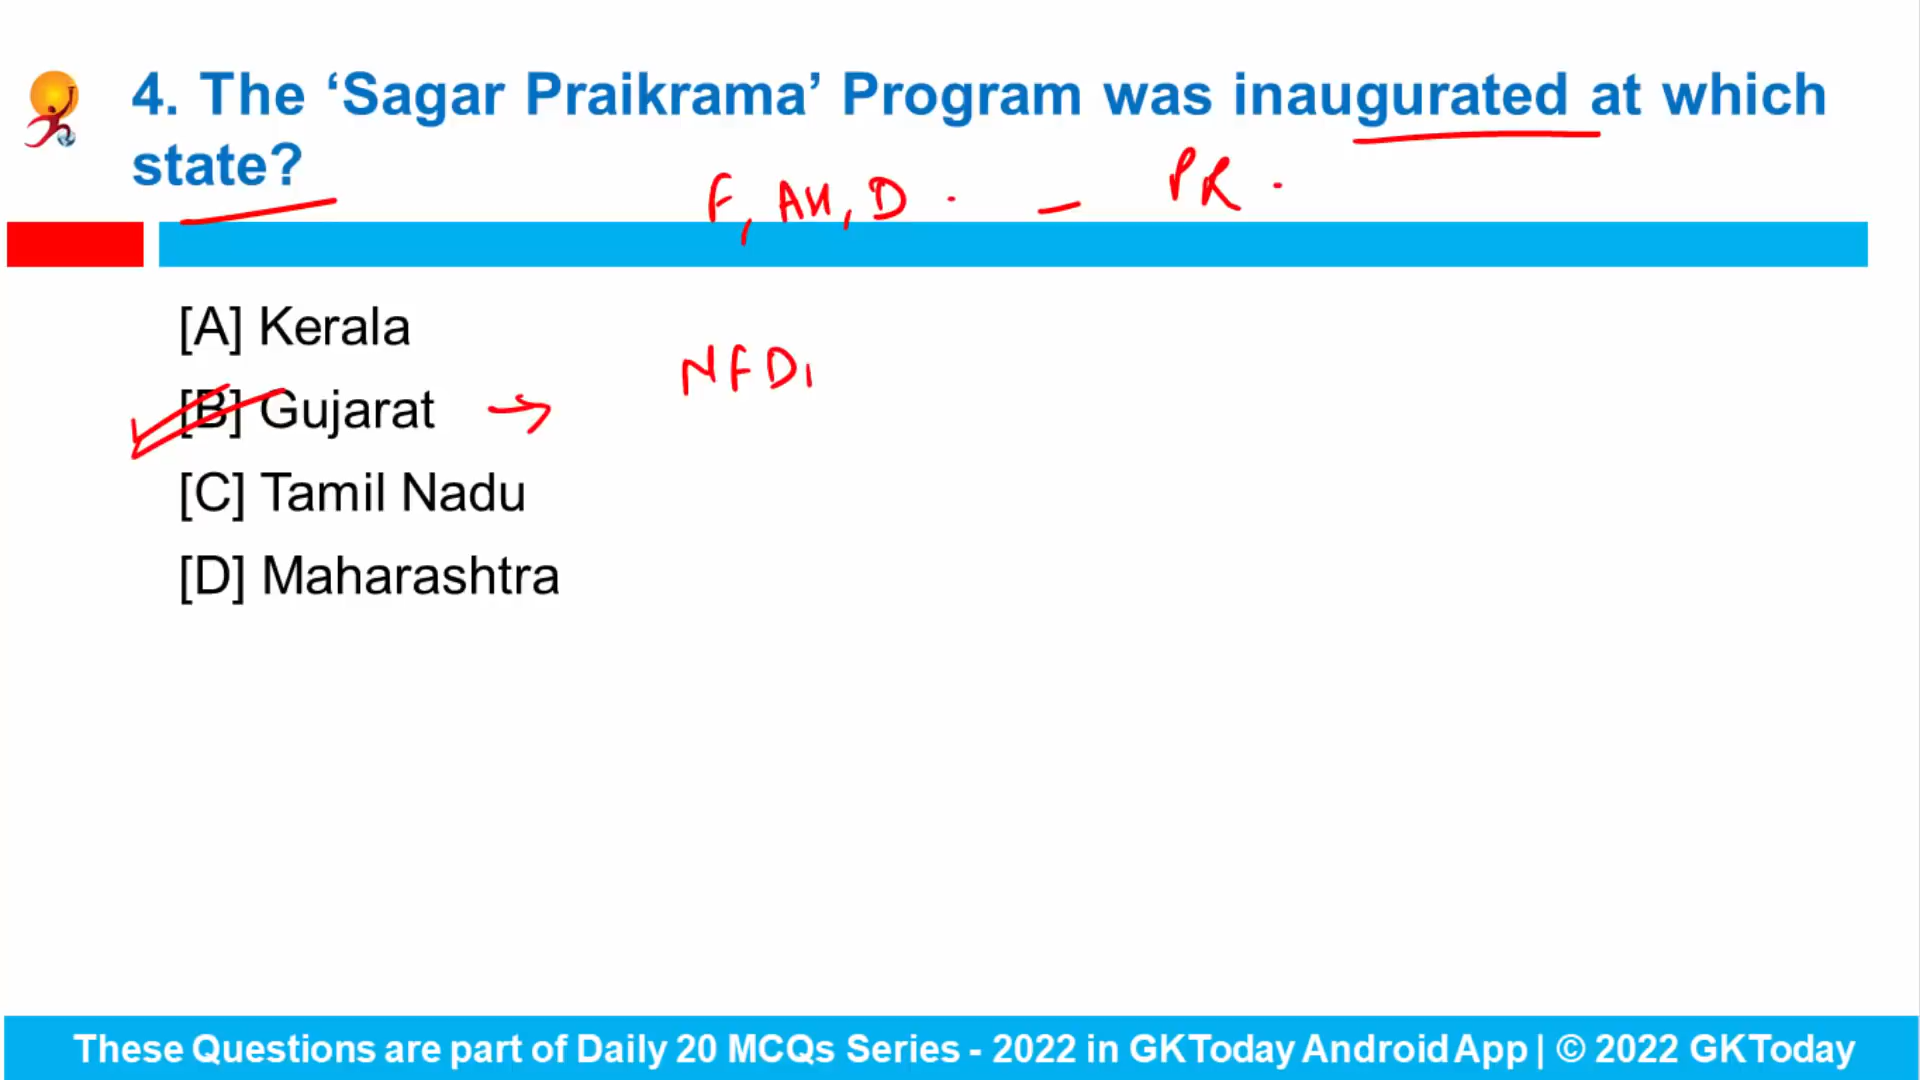 4. The ‘Sagar Praikrama’ Program was inaugurated at which
state?
F, AH, D. - PR.
[A] Kerala
NFD
[B] Gujarat →
[C] Tamil Nadu
[D] Maharashtra
These Questions are part of Daily 20 MCQs Series - 2022 in GKToday Android App | © 2022 GKToday